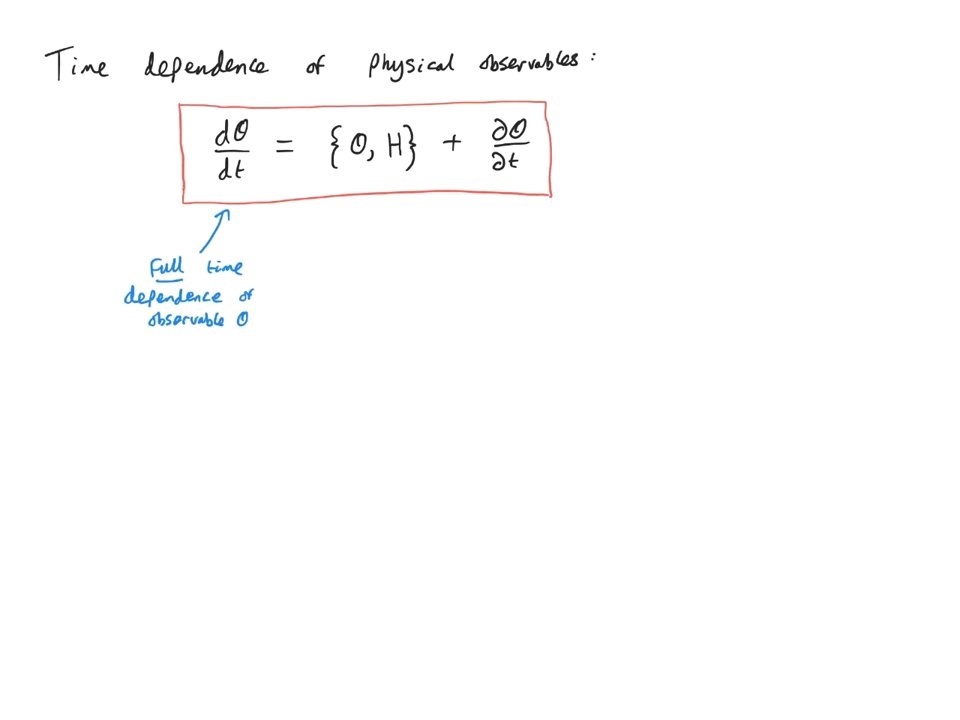 Time dependence of physical observables:
dO/dt = {O, H} + ∂O/∂t
Full time
dependence of
observable O